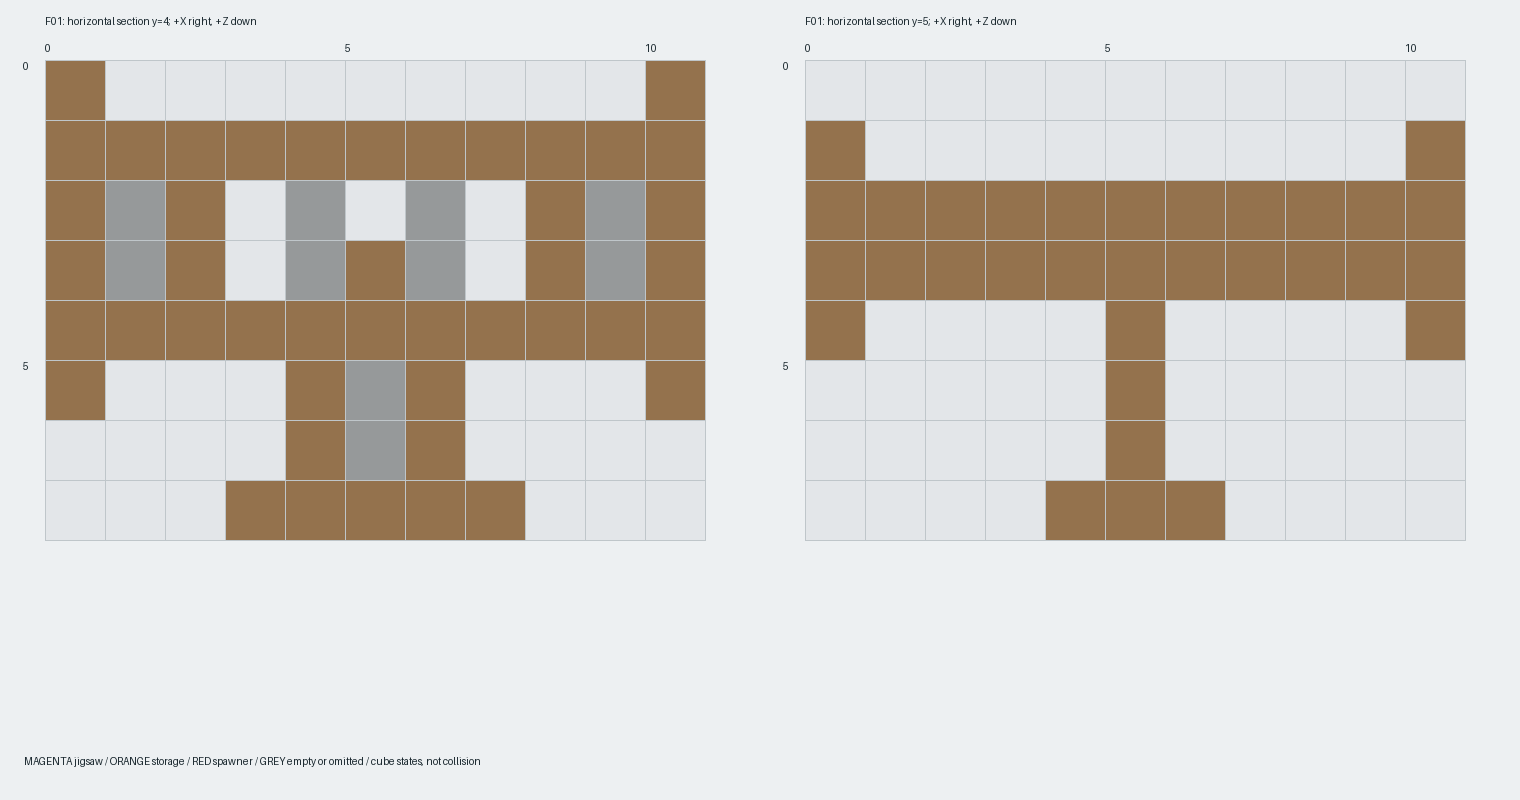 F01: horizontal section y=4; +X right, +Z down
F01: horizontal section y=5; +X right, +Z down
0 5 10
0 5 10
0 0
5 5
MAGENTA jigsaw / ORANGE storage / RED spawner / GREY empty or omitted / cube states, not collision